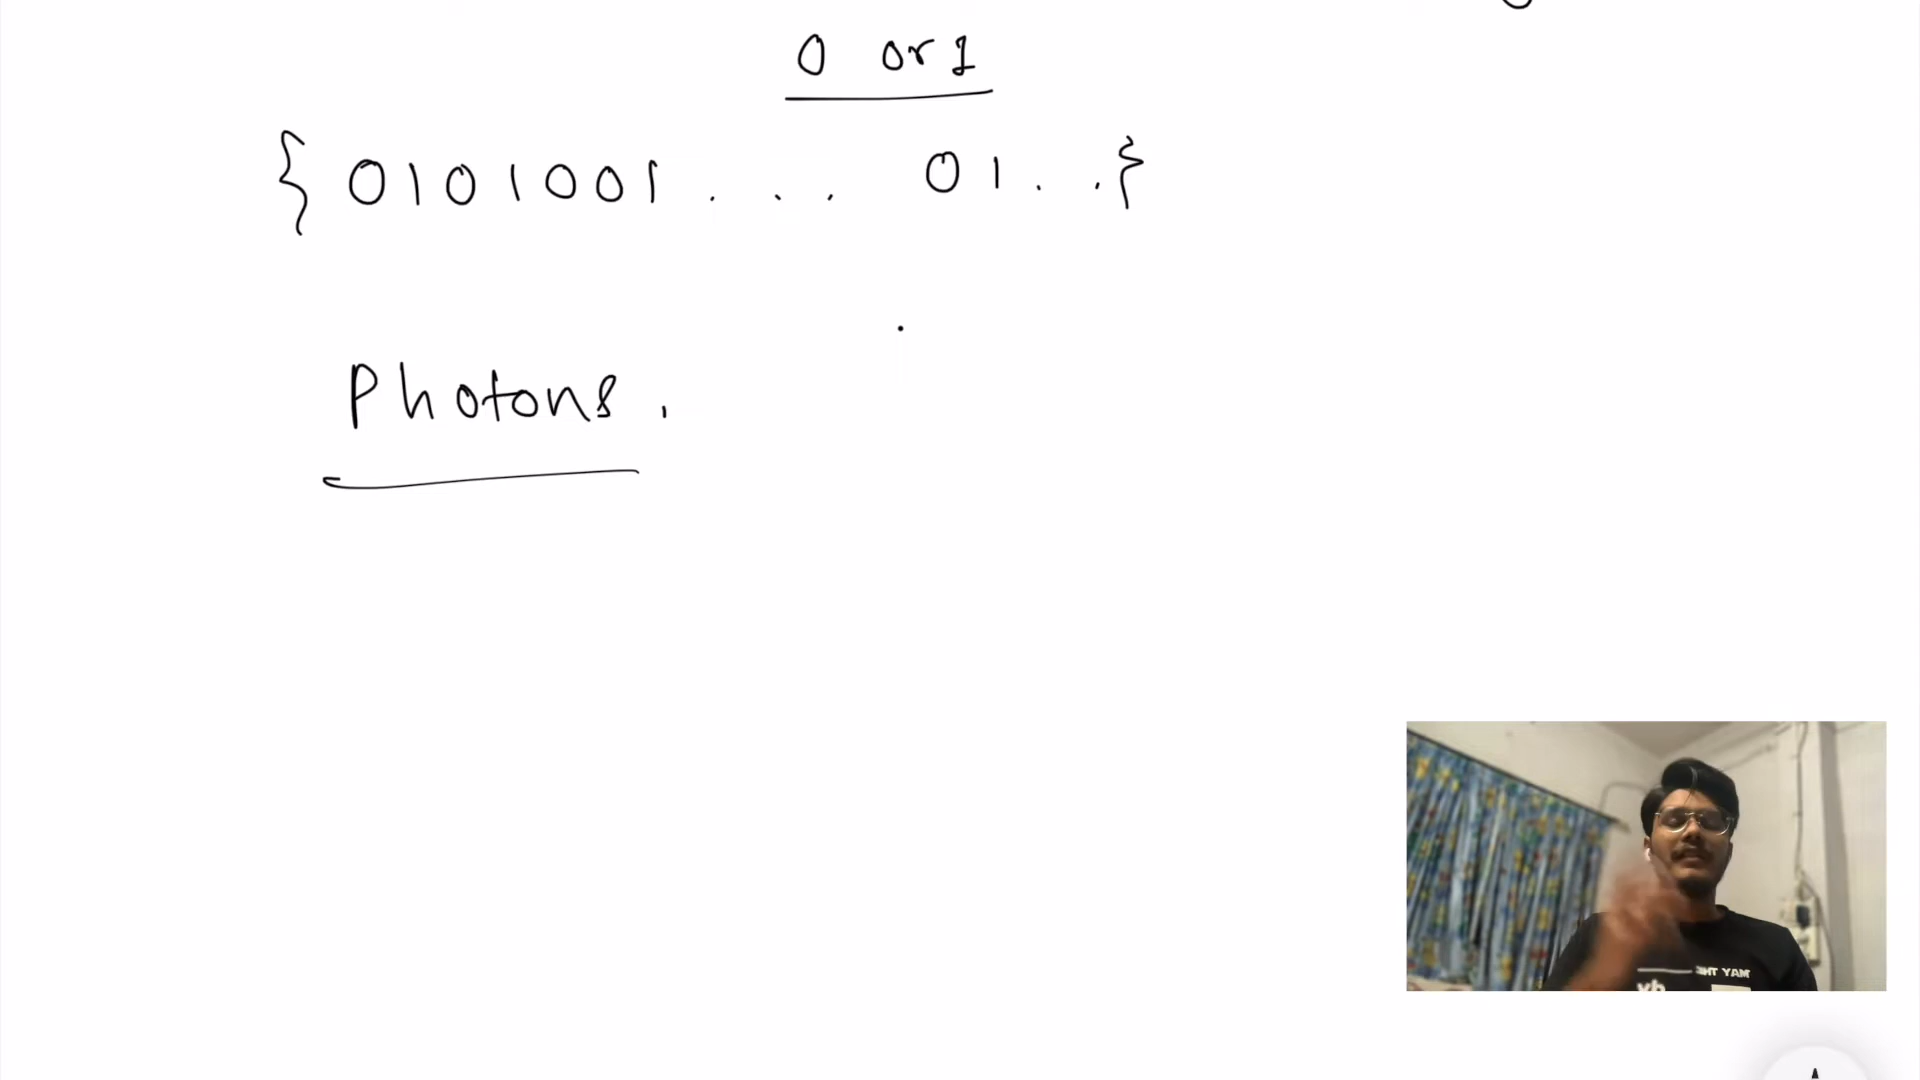 0 or 1
{ 0101001 . . . 01 . . }
Photons.